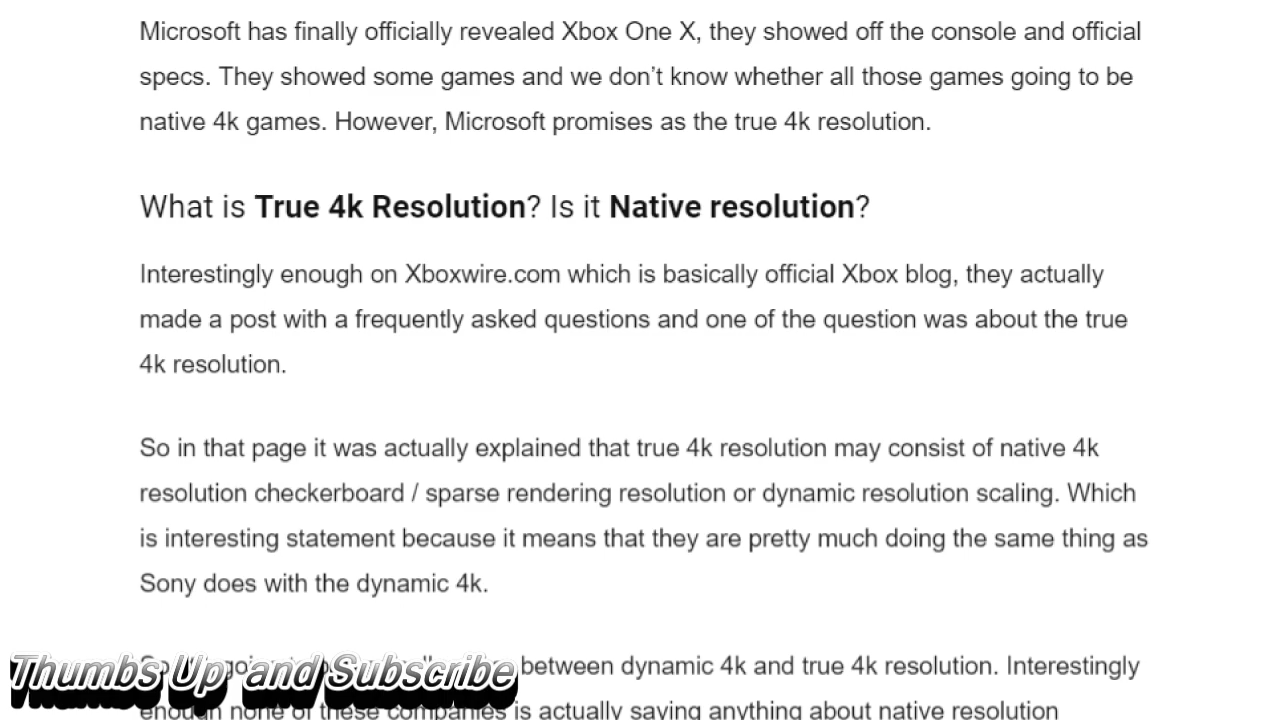 Microsoft has finally officially revealed Xbox One X, they showed off the console and official
specs. They showed some games and we don’t know whether all those games going to be
native 4k games. However, Microsoft promises as the true 4k resolution.
What is True 4k Resolution? Is it Native resolution?
Interestingly enough on Xboxwire.com which is basically official Xbox blog, they actually
made a post with a frequently asked questions and one of the question was about the true
4k resolution.
So in that page it was actually explained that true 4k resolution may consist of native 4k
resolution checkerboard / sparse rendering resolution or dynamic resolution scaling. Which
is interesting statement because it means that they are pretty much doing the same thing as
Sony does with the dynamic 4k.
between dynamic 4k and true 4k resolution. Interestingly
Thumbs Up and Subscribe
enough none of these companies is actually saying anything about native resolution